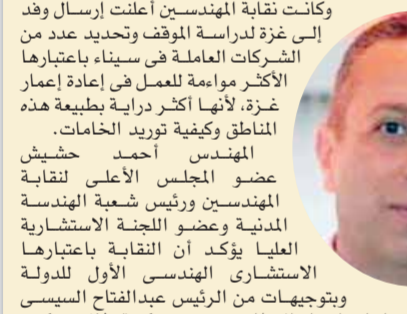 وكانت نقابة المهندسين أعلنت إرسال وفد
إلى غزة لدراسة الموقف وتحديد عدد من
الشركات العاملة فى سيناء باعتبارها
الأكثر مواءمة للعمل فى إعادة إعمار
غزة، لأنها أكثر دراية بطبيعة هذه
المناطق وكيفية توريد الخامات.
المهندس أحمد حشيش
عضو المجلس الأعلى لنقابة
المهندسين ورئيس شعبة الهندسة
المدنية وعضو اللجنة الاستشارية
العليا يؤكد أن النقابة باعتبارها
الاستشارى الهندسى الأول للدولة
وبتوجيهات من الرئيس عبدالفتاح السيسى